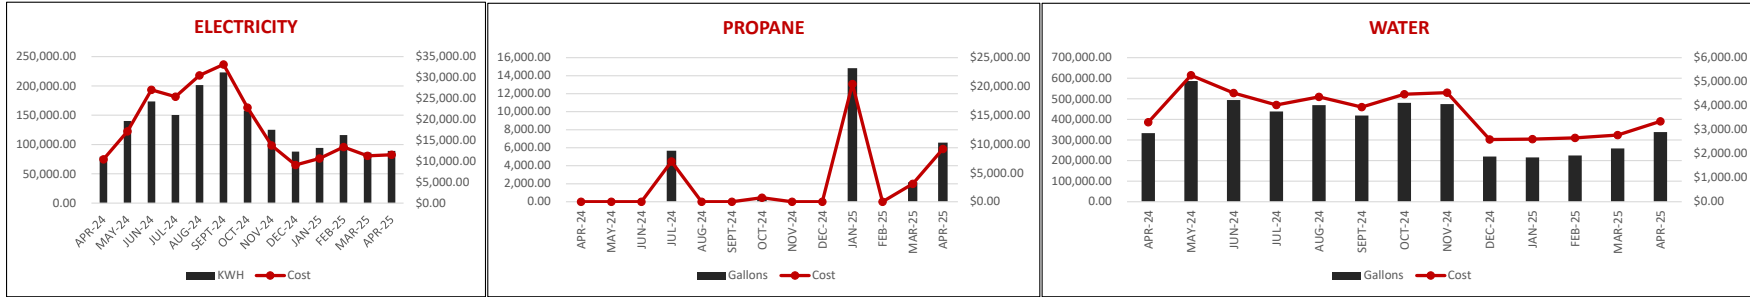 ELECTRICITY
250,000.00
200,000.00
150,000.00
100,000.00
50,000.00
0.00
$35,000.00
$30,000.00
$25,000.00
$20,000.00
$15,000.00
$10,000.00
$5,000.00
$0.00
APR-24
MAY-24
JUN-24
JUL-24
AUG-24
SEPT-24
OCT-24
NOV-24
DEC-24
JAN-25
FEB-25
MAR-25
APR-25
KWH
Cost
PROPANE
16,000.00
14,000.00
12,000.00
10,000.00
8,000.00
6,000.00
4,000.00
2,000.00
0.00
$25,000.00
$20,000.00
$15,000.00
$10,000.00
$5,000.00
$0.00
APR-24
MAY-24
JUN-24
JUL-24
AUG-24
SEPT-24
OCT-24
NOV-24
DEC-24
JAN-25
FEB-25
MAR-25
APR-25
Gallons
Cost
WATER
700,000.00
600,000.00
500,000.00
400,000.00
300,000.00
200,000.00
100,000.00
0.00
$6,000.00
$5,000.00
$4,000.00
$3,000.00
$2,000.00
$1,000.00
$0.00
APR-24
MAY-24
JUN-24
JUL-24
AUG-24
SEPT-24
OCT-24
NOV-24
DEC-24
JAN-25
FEB-25
MAR-25
APR-25
Gallons
Cost